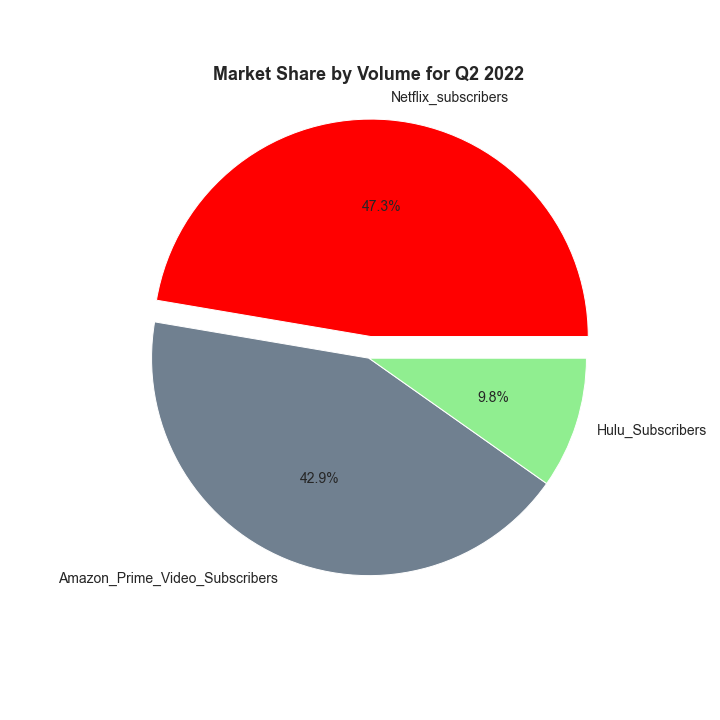 Market Share by Volume for Q2 2022
Netflix_subscribers
47.3%
9.8%
Hulu_Subscribers
42.9%
Amazon_Prime_Video_Subscribers